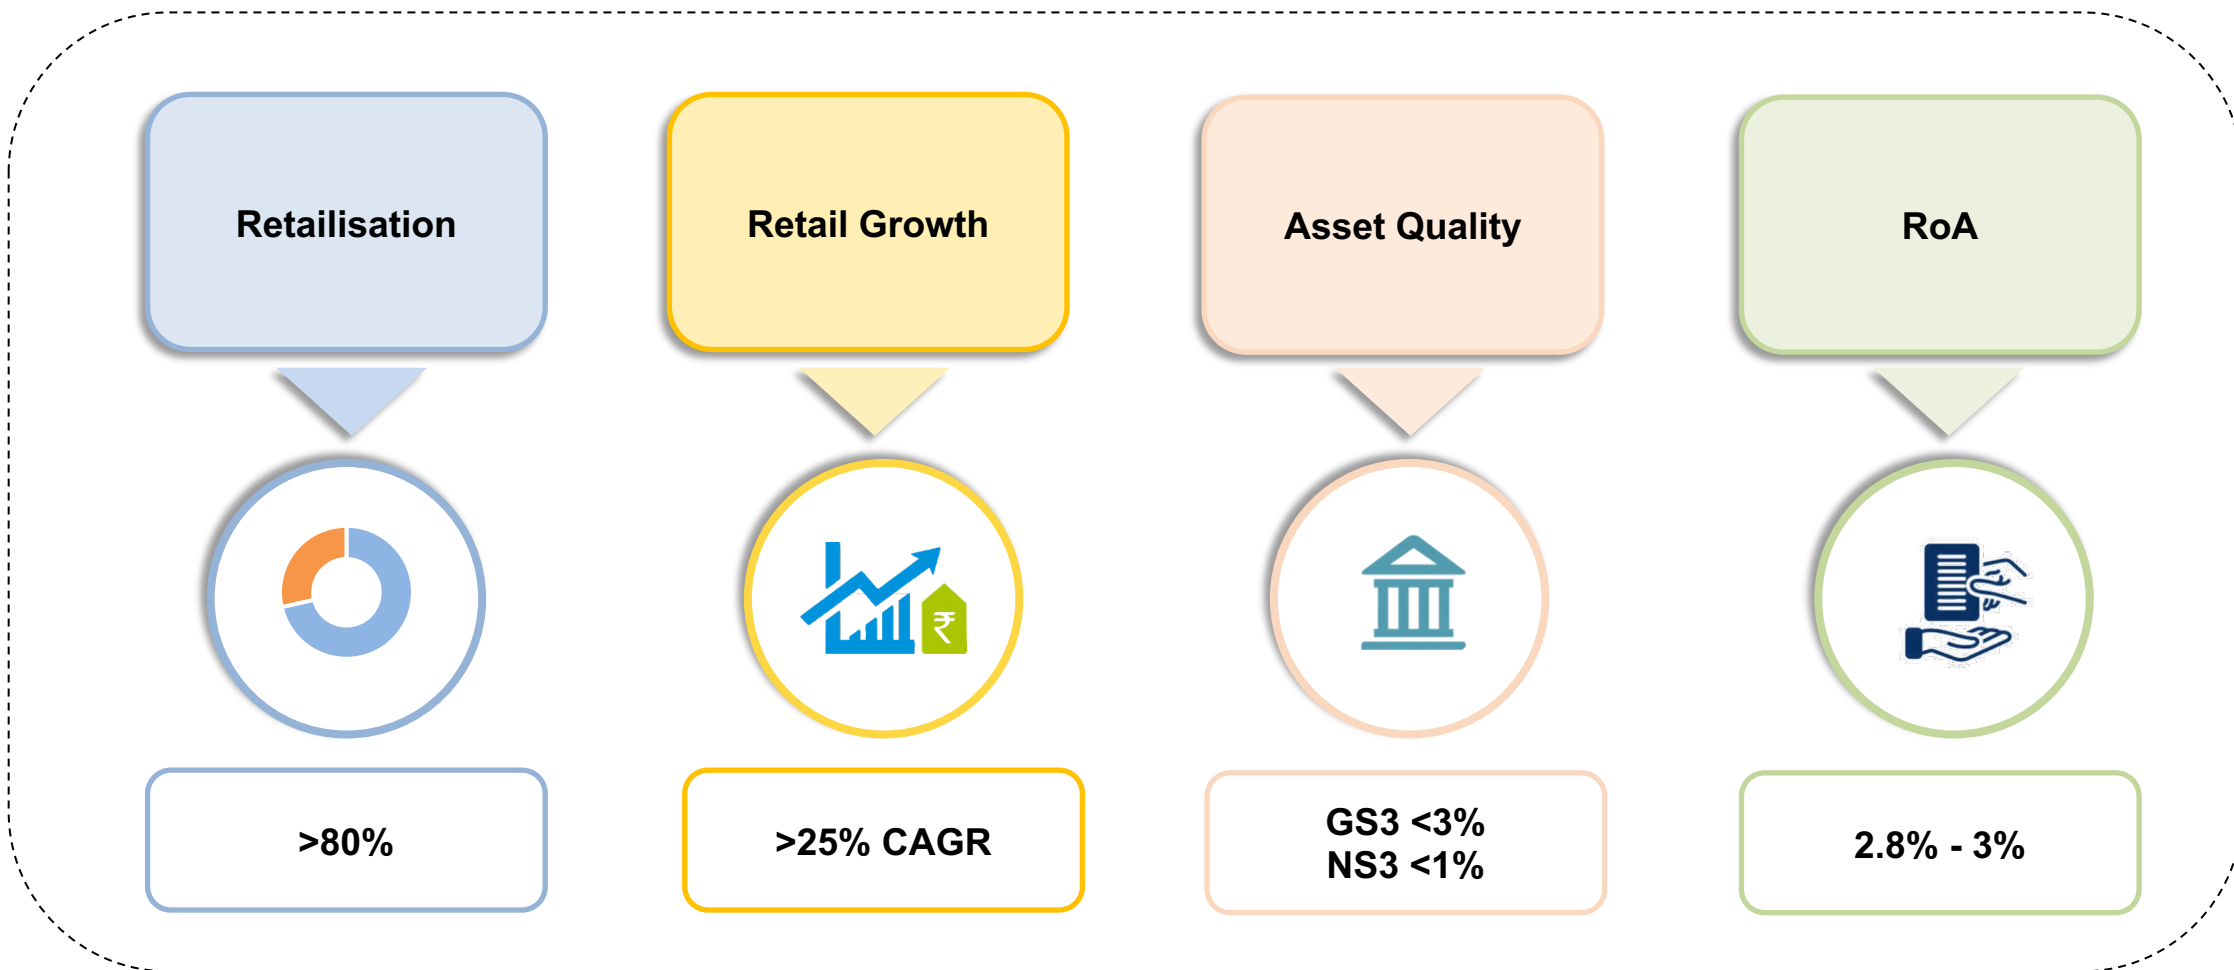 Retailisation
Retail Growth
Asset Quality
RoA
₹
>80%
>25% CAGR
GS3 <3%
NS3 <1%
2.8% - 3%